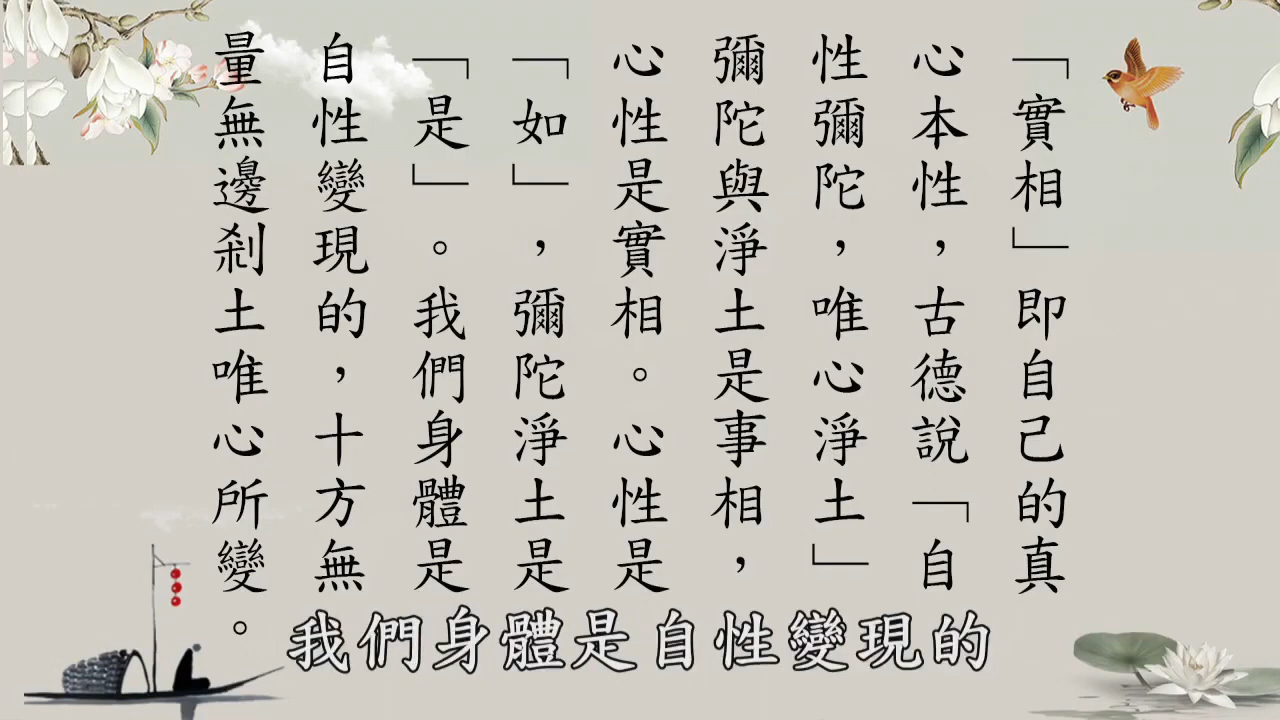 「實相」即自己的真
心本性，古德說「自
性彌陀，唯心淨土」
彌陀與淨土是事相，
心性是實相。心性是
「如」，彌陀淨土是
「是」。我們身體是
自性變現的，十方無
量無邊剎土唯心所變。
我們身體是自性變現的